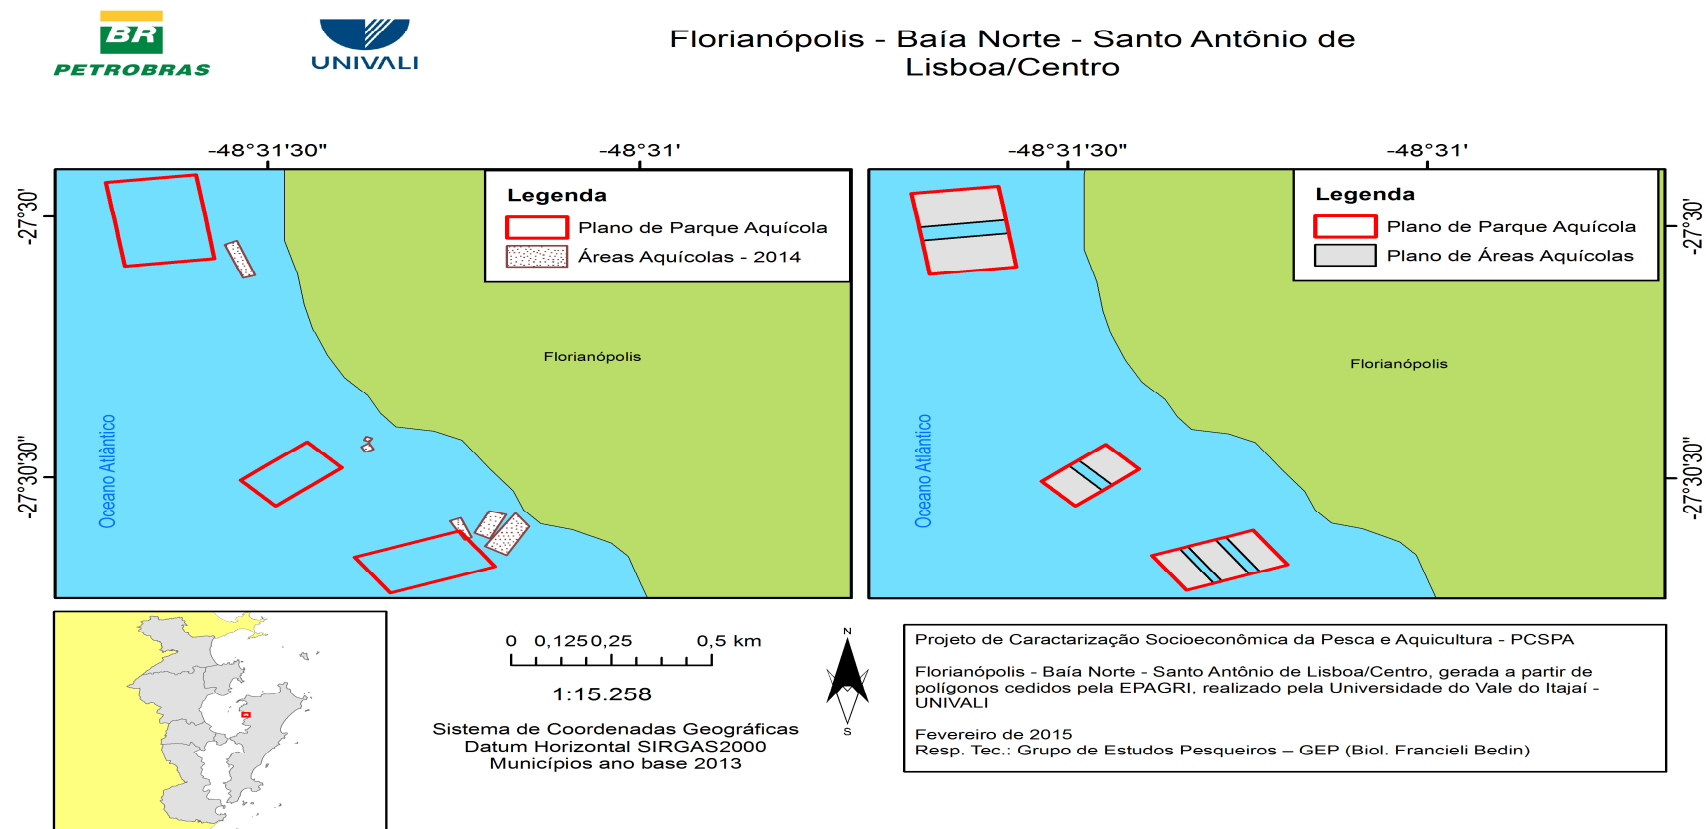 BR
PETROBRAS
UNIVALI
Florianópolis - Baía Norte - Santo Antônio de
Lisboa/Centro
-48°31'30"
-48°31'
-27°30'
-27°30'30"
Legenda
Plano de Parque Aquícola
Áreas Aquícolas - 2014
Florianópolis
Oceano Atlântico
-48°31'30"
-48°31'
-27°30'
-27°30'30"
Legenda
Plano de Parque Aquícola
Plano de Áreas Aquícolas
Florianópolis
Oceano Atlântico
0 0,125 0,25 0,5 km
1:15.258
Sistema de Coordenadas Geográficas
Datum Horizontal SIRGAS2000
Municípios ano base 2013
N
S
Projeto de Caractarização Socioeconômica da Pesca e Aquicultura - PCSPA
Florianópolis - Baía Norte - Santo Antônio de Lisboa/Centro, gerada a partir de
polígonos cedidos pela EPAGRI, realizado pela Universidade do Vale do Itajaí -
UNIVALI
Fevereiro de 2015
Resp. Tec.: Grupo de Estudos Pesqueiros – GEP (Biol. Francieli Bedin)